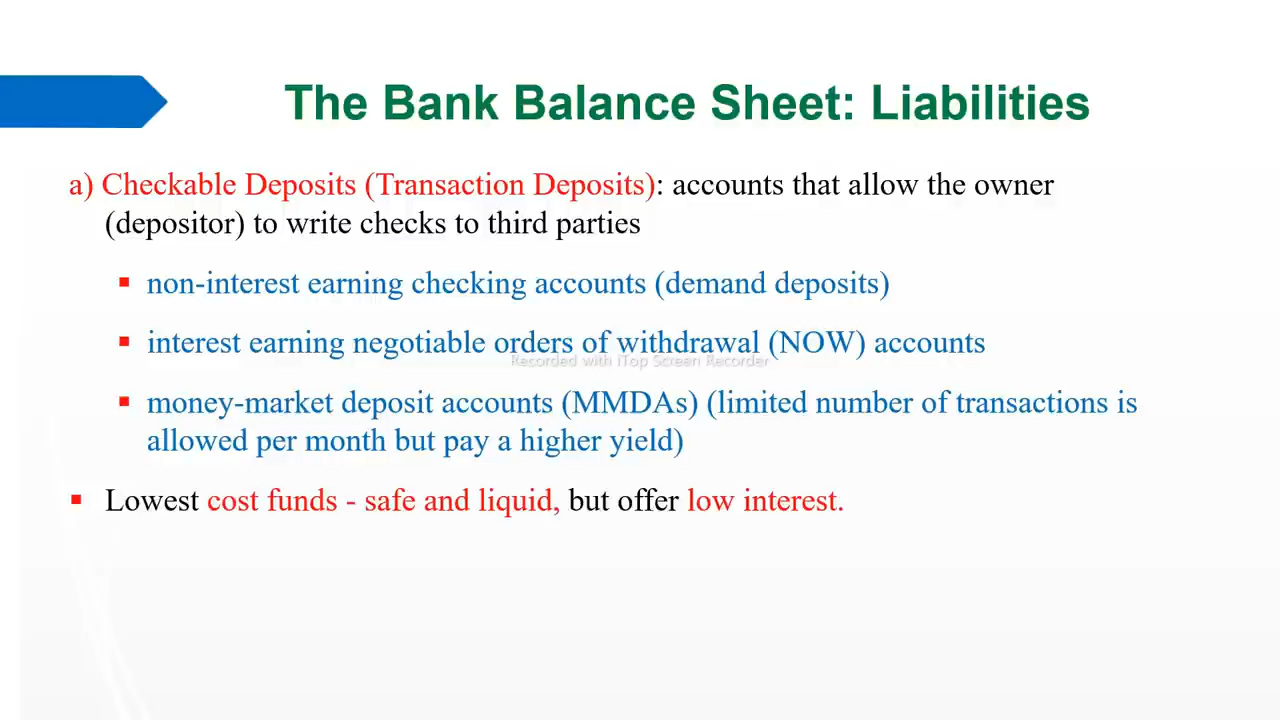 The Bank Balance Sheet: Liabilities
a) Checkable Deposits (Transaction Deposits): accounts that allow the owner
(depositor) to write checks to third parties
▪ non-interest earning checking accounts (demand deposits)
▪ interest earning negotiable orders of withdrawal (NOW) accounts
Recorded with iTop Screen Recorder
▪ money-market deposit accounts (MMDAs) (limited number of transactions is
allowed per month but pay a higher yield)
▪ Lowest cost funds - safe and liquid, but offer low interest.